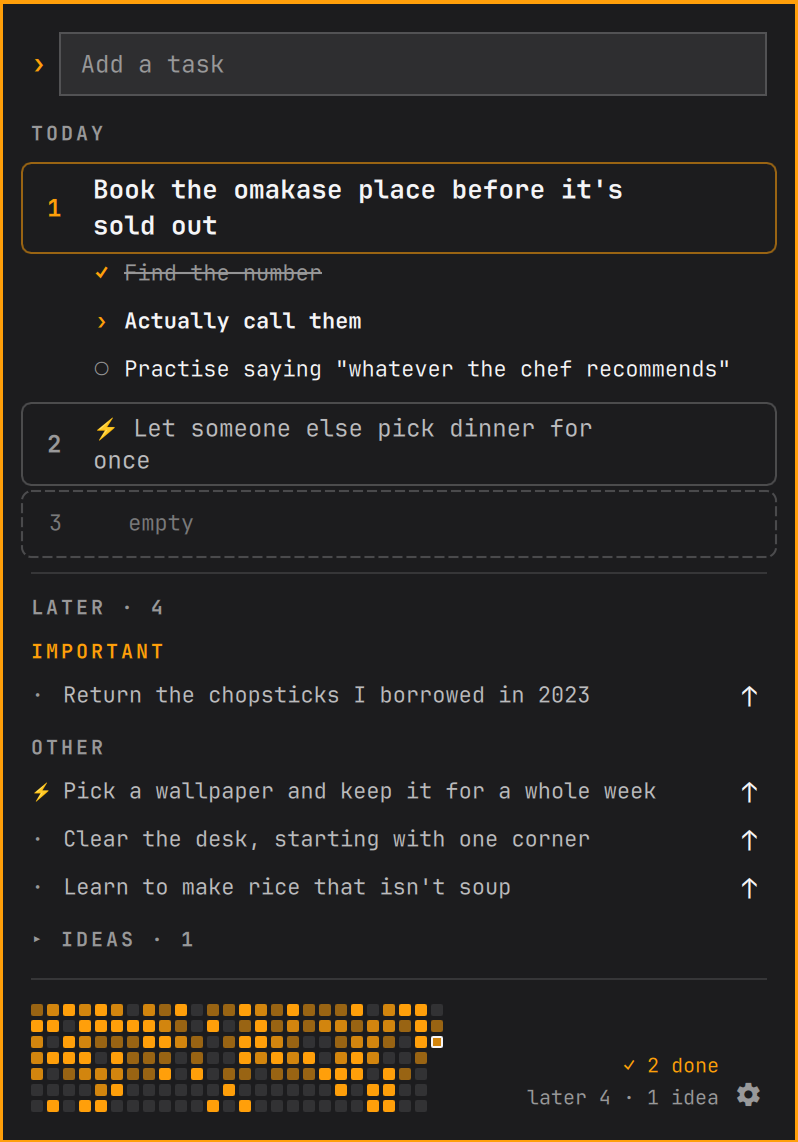 › Add a task
TODAY
1 Book the omakase place before it's
sold out
✓ Find the number
› Actually call them
○ Practise saying "whatever the chef recommends"
2 ⚡ Let someone else pick dinner for
once
3 empty
LATER · 4
IMPORTANT
· Return the chopsticks I borrowed in 2023 ↑
OTHER
⚡ Pick a wallpaper and keep it for a whole week ↑
· Clear the desk, starting with one corner ↑
· Learn to make rice that isn't soup ↑
▸ IDEAS · 1
✓ 2 done
later 4 · 1 idea